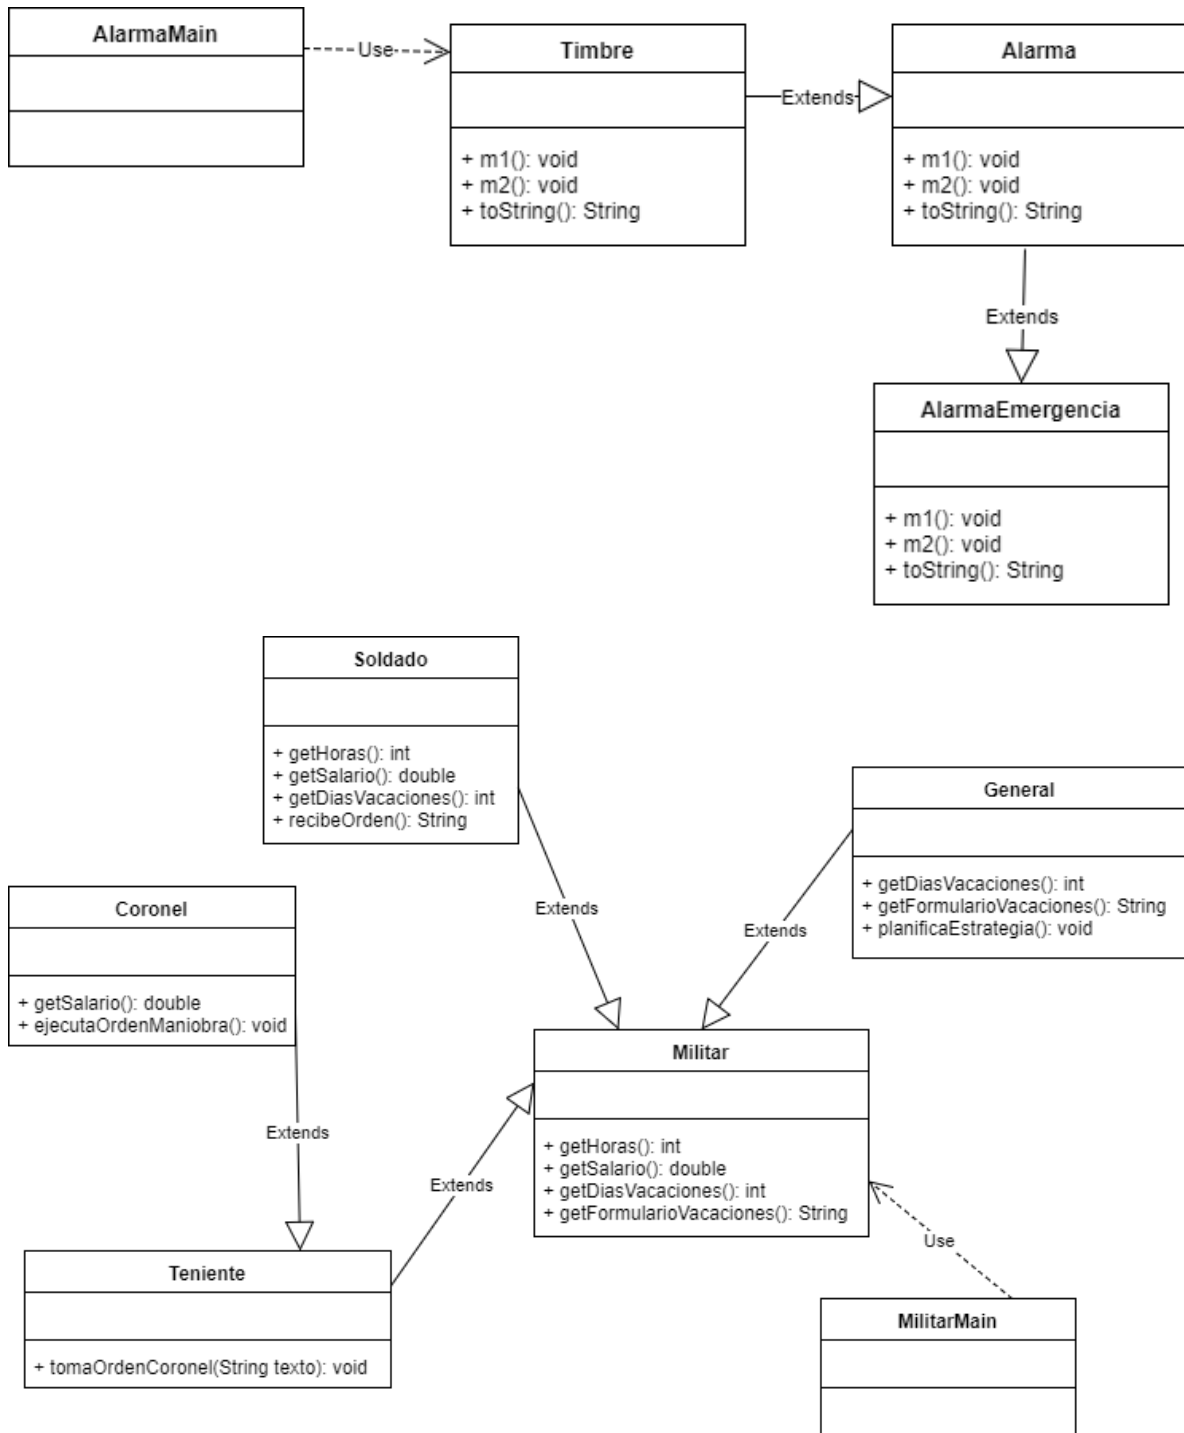 AlarmaMain
Use
Timbre
+ m1(): void
+ m2(): void
+ toString(): String
Extends
Alarma
+ m1(): void
+ m2(): void
+ toString(): String
Extends
AlarmaEmergencia
+ m1(): void
+ m2(): void
+ toString(): String
Soldado
+ getHoras(): int
+ getSalario(): double
+ getDiasVacaciones(): int
+ recibeOrden(): String
Extends
General
+ getDiasVacaciones(): int
+ getFormularioVacaciones(): String
+ planificaEstrategia(): void
Extends
Coronel
+ getSalario(): double
+ ejecutaOrdenManiobra(): void
Extends
Militar
+ getHoras(): int
+ getSalario(): double
+ getDiasVacaciones(): int
+ getFormularioVacaciones(): String
Extends
Use
Teniente
+ tomaOrdenCoronel(String texto): void
MilitarMain